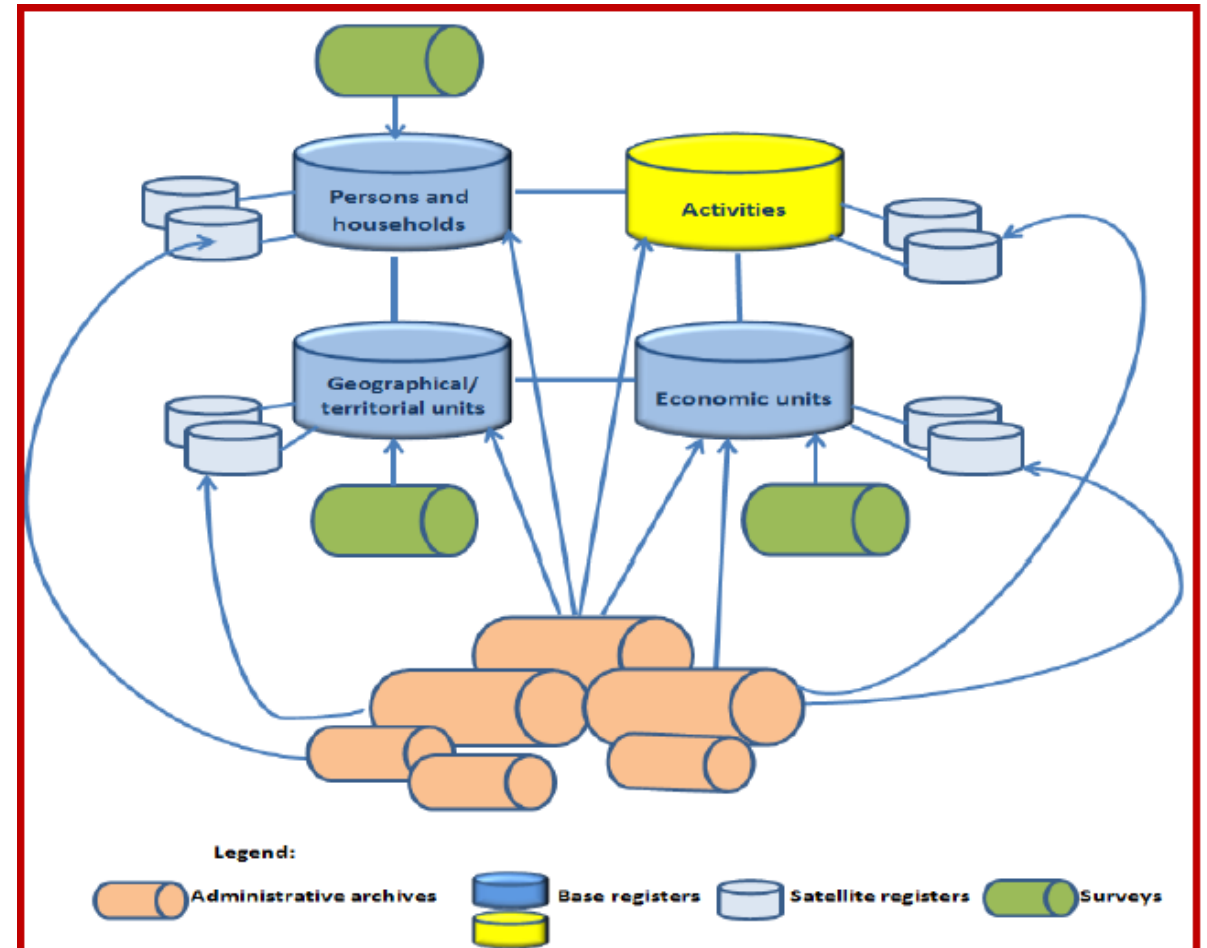 Persons and
households
Activities
Geographical/
territorial units
Economic units
Legend:
Administrative archives
Base registers
Satellite registers
Surveys